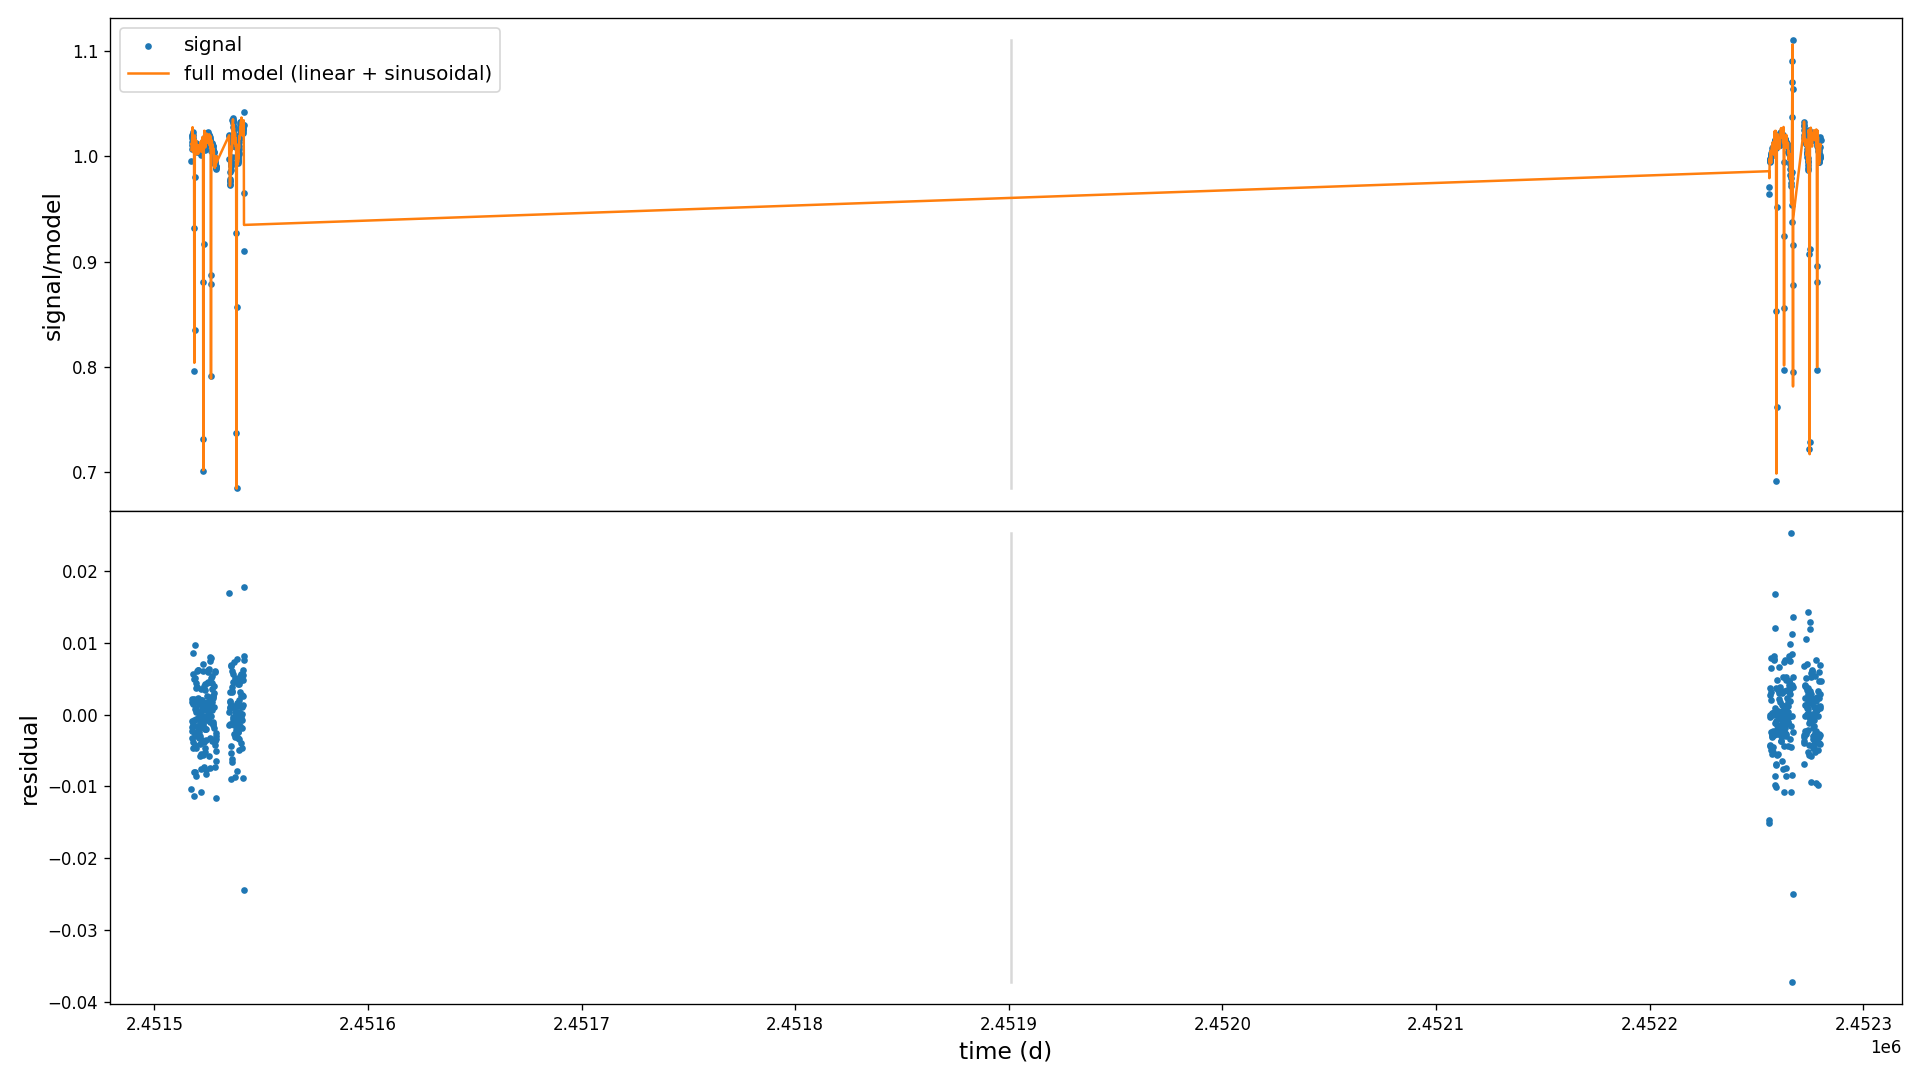 signal
full model (linear + sinusoidal)
signal/model
1.1
1.0
0.9
0.8
0.7
residual
0.02
0.01
0.00
−0.01
−0.02
−0.03
−0.04
2.4515 2.4516 2.4517 2.4518 2.4519 2.4520 2.4521 2.4522 2.4523
1e6
time (d)